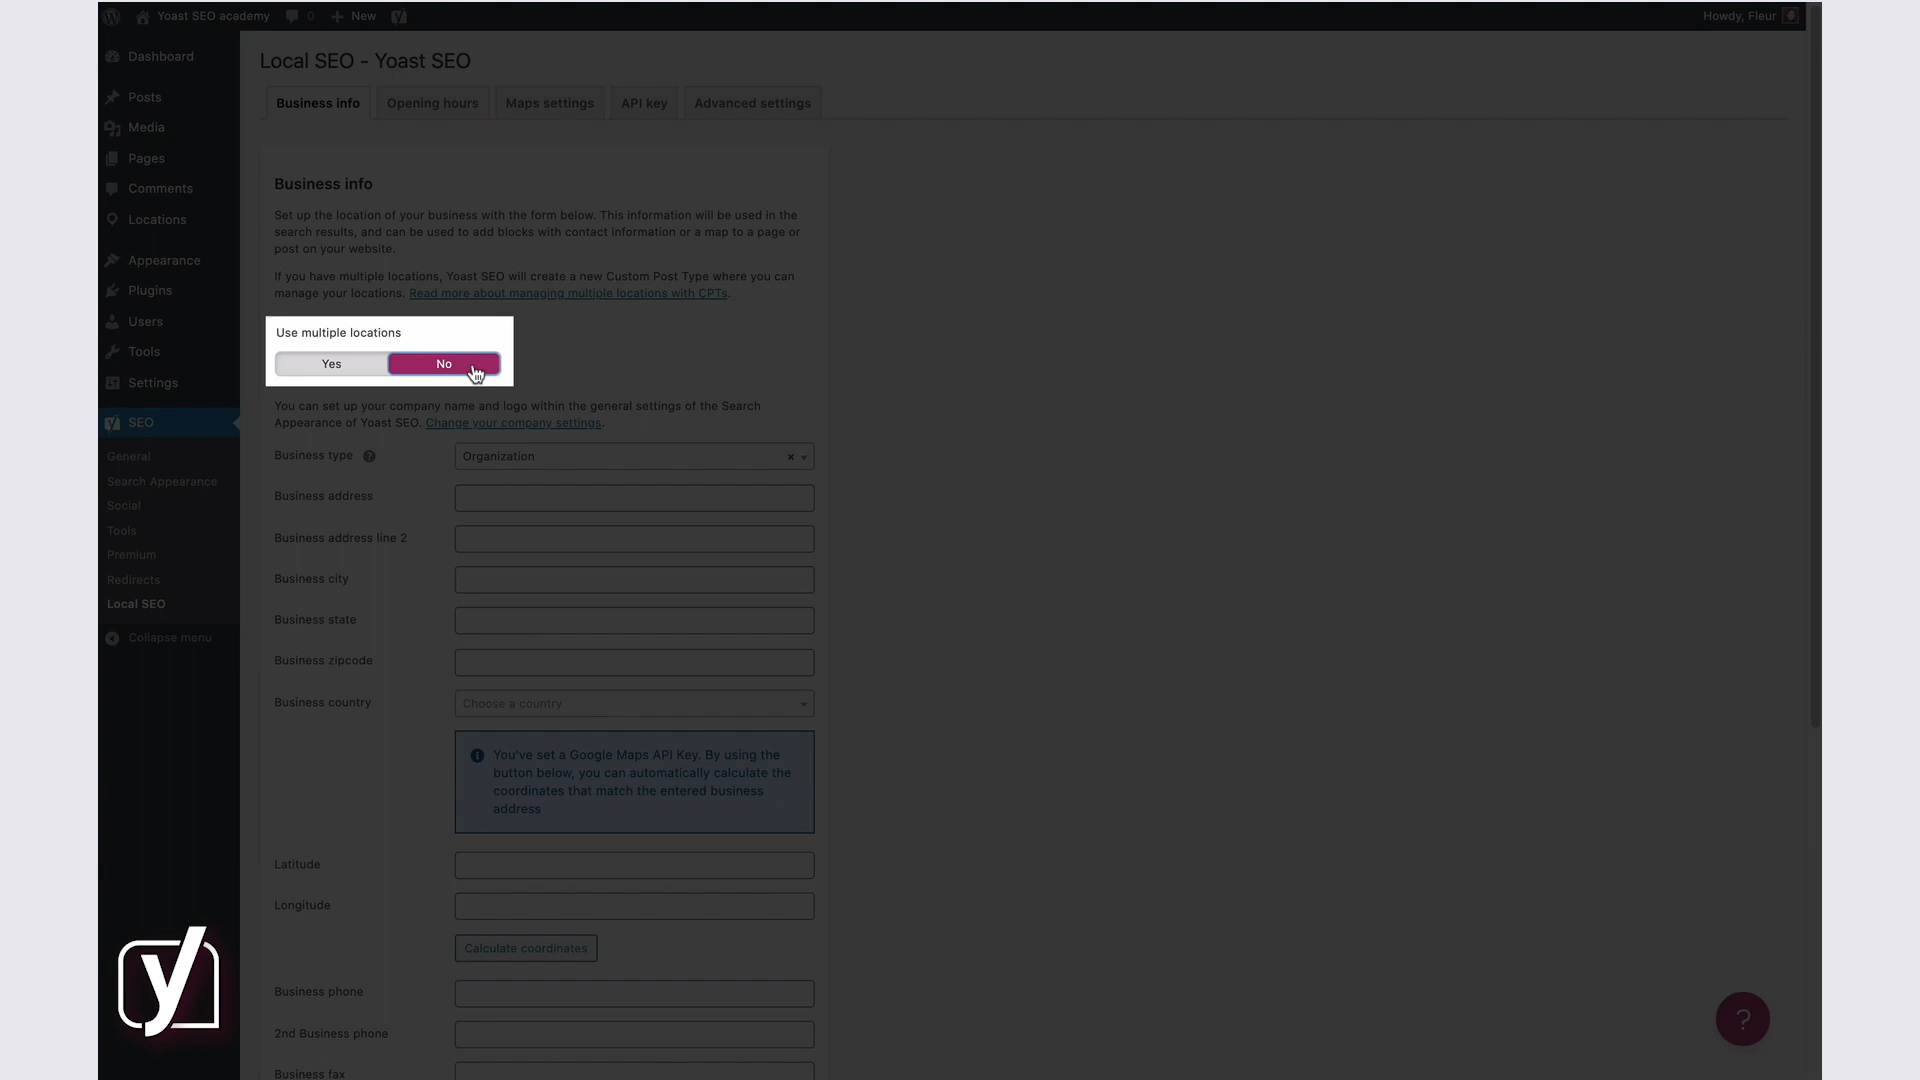 Yoast SEO academy
0
New
Howdy, Fleur
Dashboard
Posts
Media
Pages
Comments
Locations
Appearance
Plugins
Users
Tools
Settings
SEO
General
Search Appearance
Social
Tools
Premium
Redirects
Local SEO
Collapse menu
Local SEO - Yoast SEO
Business info
Opening hours
Maps settings
API key
Advanced settings
Business info
Set up the location of your business with the form below. This information will be used in the
search results, and can be used to add blocks with contact information or a map to a page or
post on your website.
If you have multiple locations, Yoast SEO will create a new Custom Post Type where you can
manage your locations. Read more about managing multiple locations with CPTs.
Use multiple locations
Yes
No
You can set up your company name and logo within the general settings of the Search
Appearance of Yoast SEO. Change your company settings.
Business type ?
Organization × 
Business address
Business address line 2
Business city
Business state
Business zipcode
Business country
Choose a country
You've set a Google Maps API Key. By using the
button below, you can automatically calculate the
coordinates that match the entered business
address
Latitude
Longitude
Calculate coordinates
Business phone
2nd Business phone
Business fax
y
?